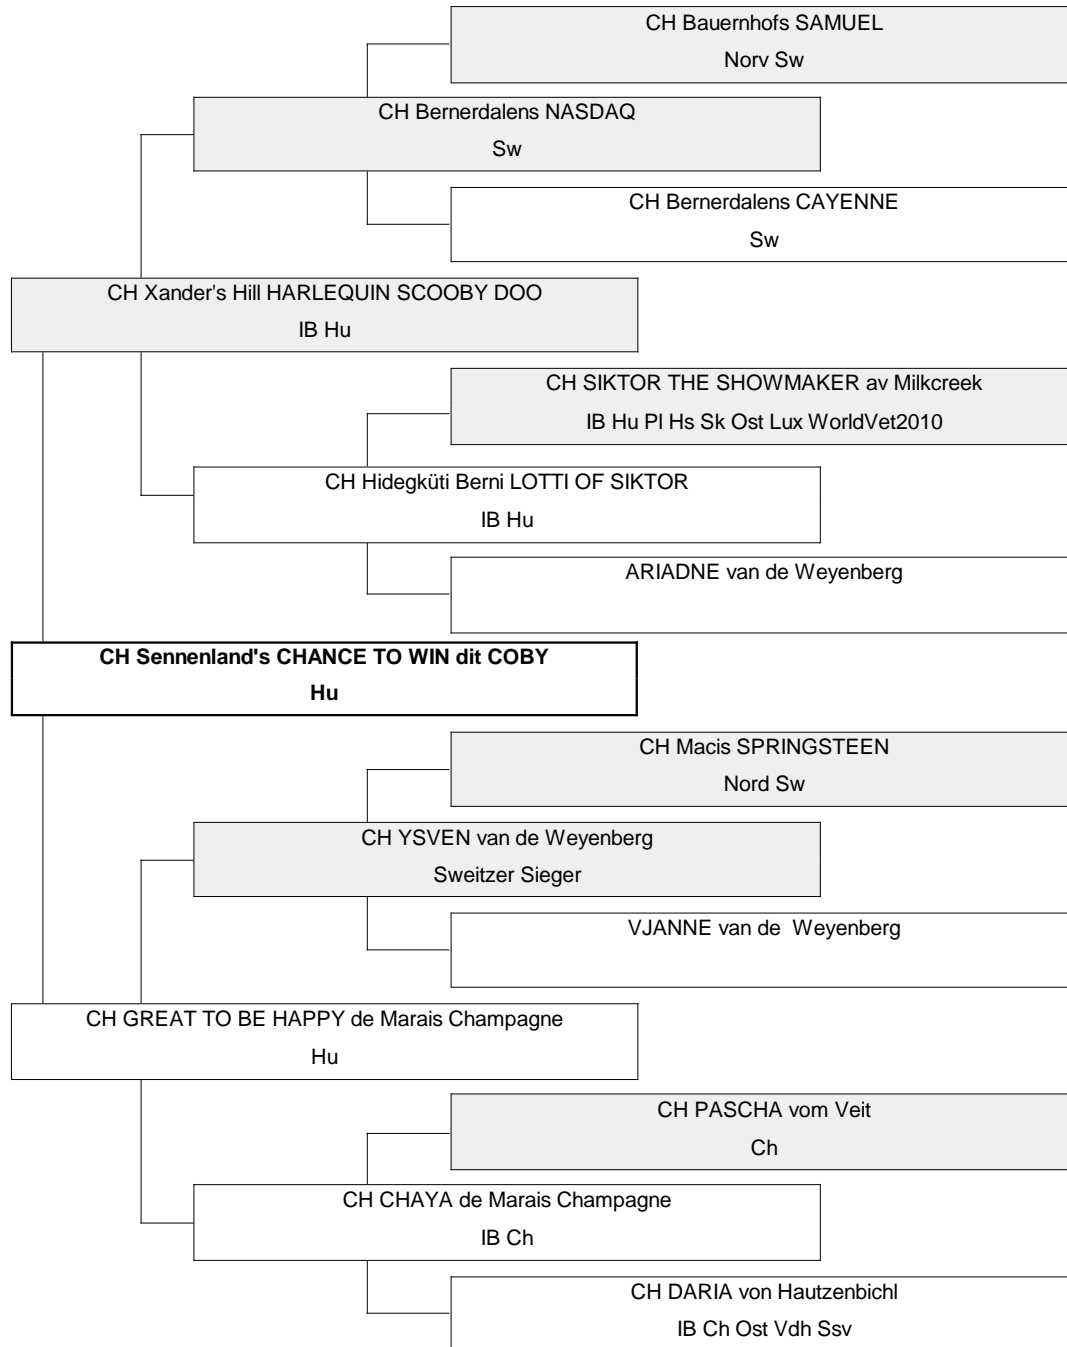 CH Bauernhofs SAMUEL
Norv Sw
CH Bernerdalens NASDAQ
Sw
CH Bernerdalens CAYENNE
Sw
CH Xander's Hill HARLEQUIN SCOOBY DOO
IB Hu
CH SIKTOR THE SHOWMAKER av Milkcreek
IB Hu Pl Hs Sk Ost Lux WorldVet2010
CH Hidegküti Berni LOTTI OF SIKTOR
IB Hu
ARIADNE van de Weyenberg
CH Sennenland's CHANCE TO WIN dit COBY
Hu
CH Macis SPRINGSTEEN
Nord Sw
CH YSVEN van de Weyenberg
Sweitzer Sieger
VJANNE van de  Weyenberg
CH GREAT TO BE HAPPY de Marais Champagne
Hu
CH PASCHA vom Veit
Ch
CH CHAYA de Marais Champagne
IB Ch
CH DARIA von Hautzenbichl
IB Ch Ost Vdh Ssv